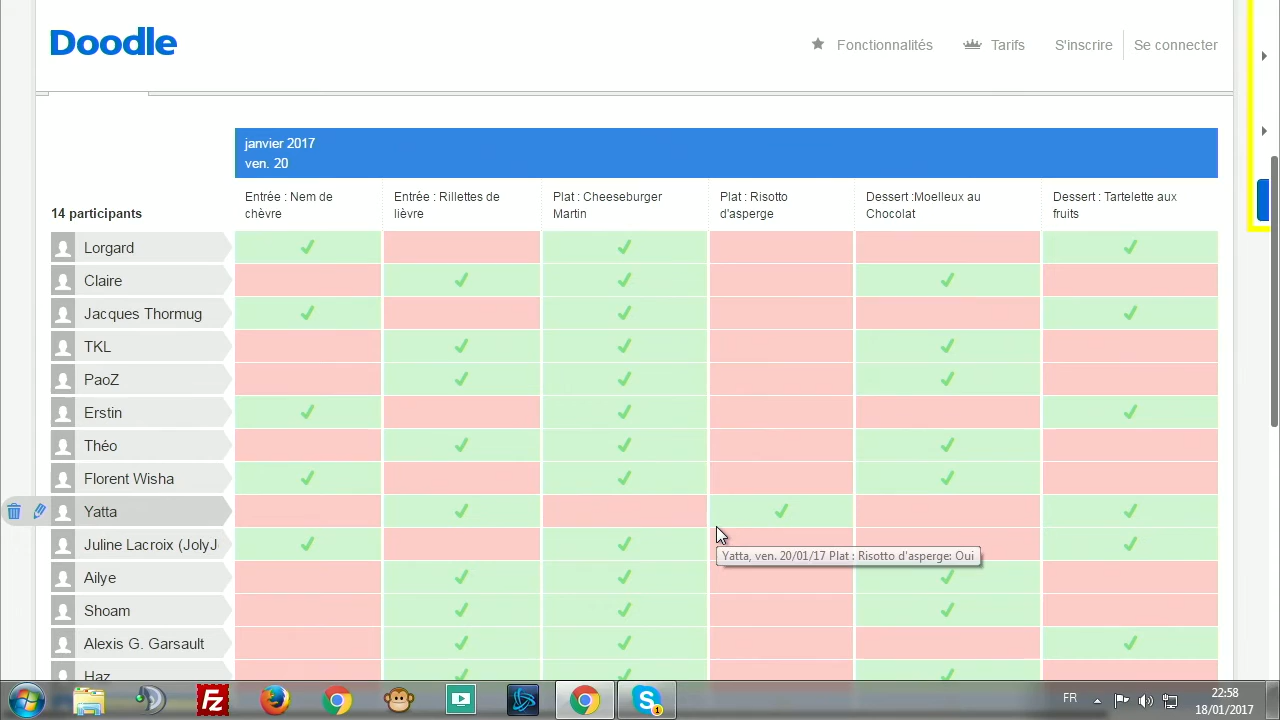 Doodle
Fonctionnalités
Tarifs
S'inscrire
Se connecter
janvier 2017
ven. 20
14 participants
Entrée : Nem de
chèvre
Entrée : Rillettes de
lièvre
Plat : Cheeseburger
Martin
Plat : Risotto
d'asperge
Dessert :Moelleux au
Chocolat
Dessert : Tartelette aux
fruits
Lorgard
Claire
Jacques Thormug
TKL
PaoZ
Erstin
Théo
Florent Wisha
Yatta
Juline Lacroix (JolyJ
Yatta, ven. 20/01/17 Plat : Risotto d'asperge: Oui
Ailye
Shoam
Alexis G. Garsault
Haz
Fz
1
FR
22:58
18/01/2017